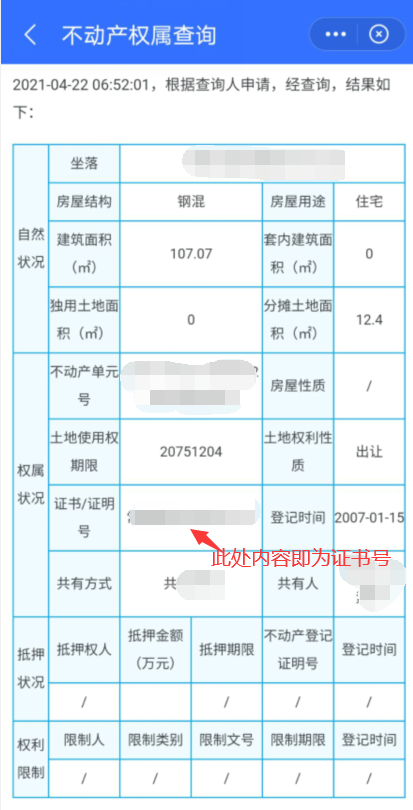 不动产权属查询
2021-04-22 06:52:01，根据查询人申请，经查询，结果如
下：
坐落
自然
状况
房屋结构 钢混 房屋用途 住宅
建筑面积
（㎡）
107.07
套内建筑面
积（㎡）
0
独用土地面
积（㎡）
0
分摊土地面
积（㎡）
12.4
权属
状况
不动产单元
号
房屋性质 /
土地使用权
期限
20751204
土地权利性
质
出让
证书/证明
号
登记时间 2007-01-15
此处内容即为证书号
共有方式 共 共有人
抵押
状况
抵押权人
抵押金额
（万元）
抵押期限
不动产登记
证明号
登记时间
/ / / /
权利
限制
限制人 限制类别 限制文号 限制期限 登记时间
/ / / / /